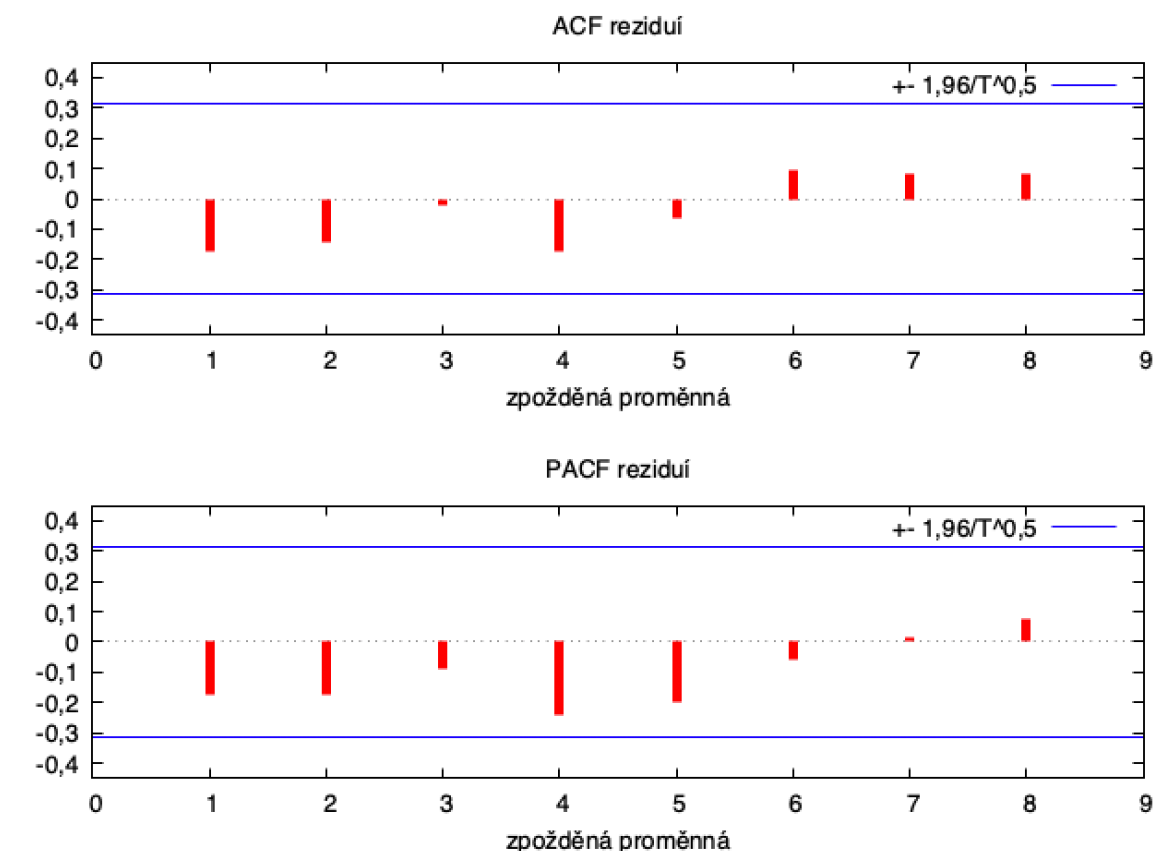 ACF reziduí
+- 1,96/T^0,5
0,4
0,3
0,2
0,1
0
-0,1
-0,2
-0,3
-0,4
0 1 2 3 4 5 6 7 8 9
zpožděná proměnná
PACF reziduí
+- 1,96/T^0,5
0,4
0,3
0,2
0,1
0
-0,1
-0,2
-0,3
-0,4
0 1 2 3 4 5 6 7 8 9
zpožděná proměnná